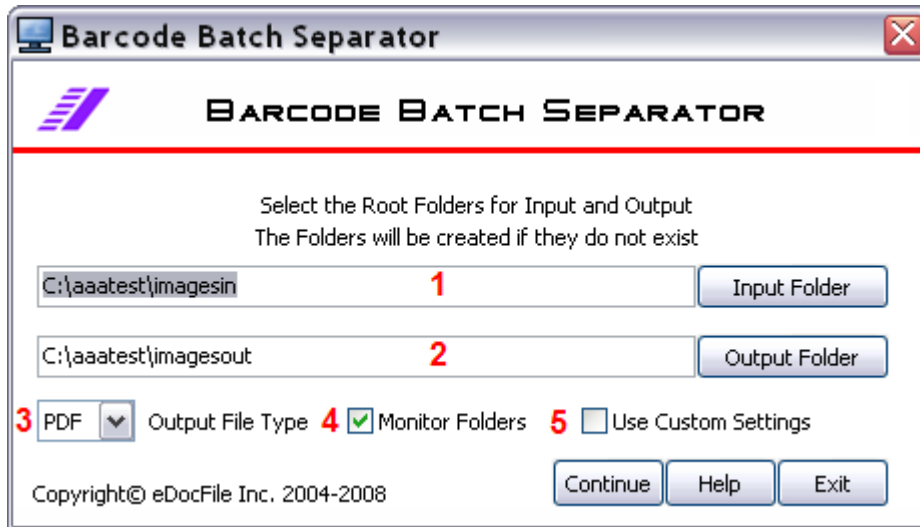 Barcode Batch Separator
BARCODE BATCH SEPARATOR
Select the Root Folders for Input and Output
The Folders will be created if they do not exist
C:\aaatest\imagesin 1 Input Folder
C:\aaatest\imagesout 2 Output Folder
3 PDF Output File Type 4 Monitor Folders 5 Use Custom Settings
Copyright© eDocFile Inc. 2004-2008 Continue Help Exit